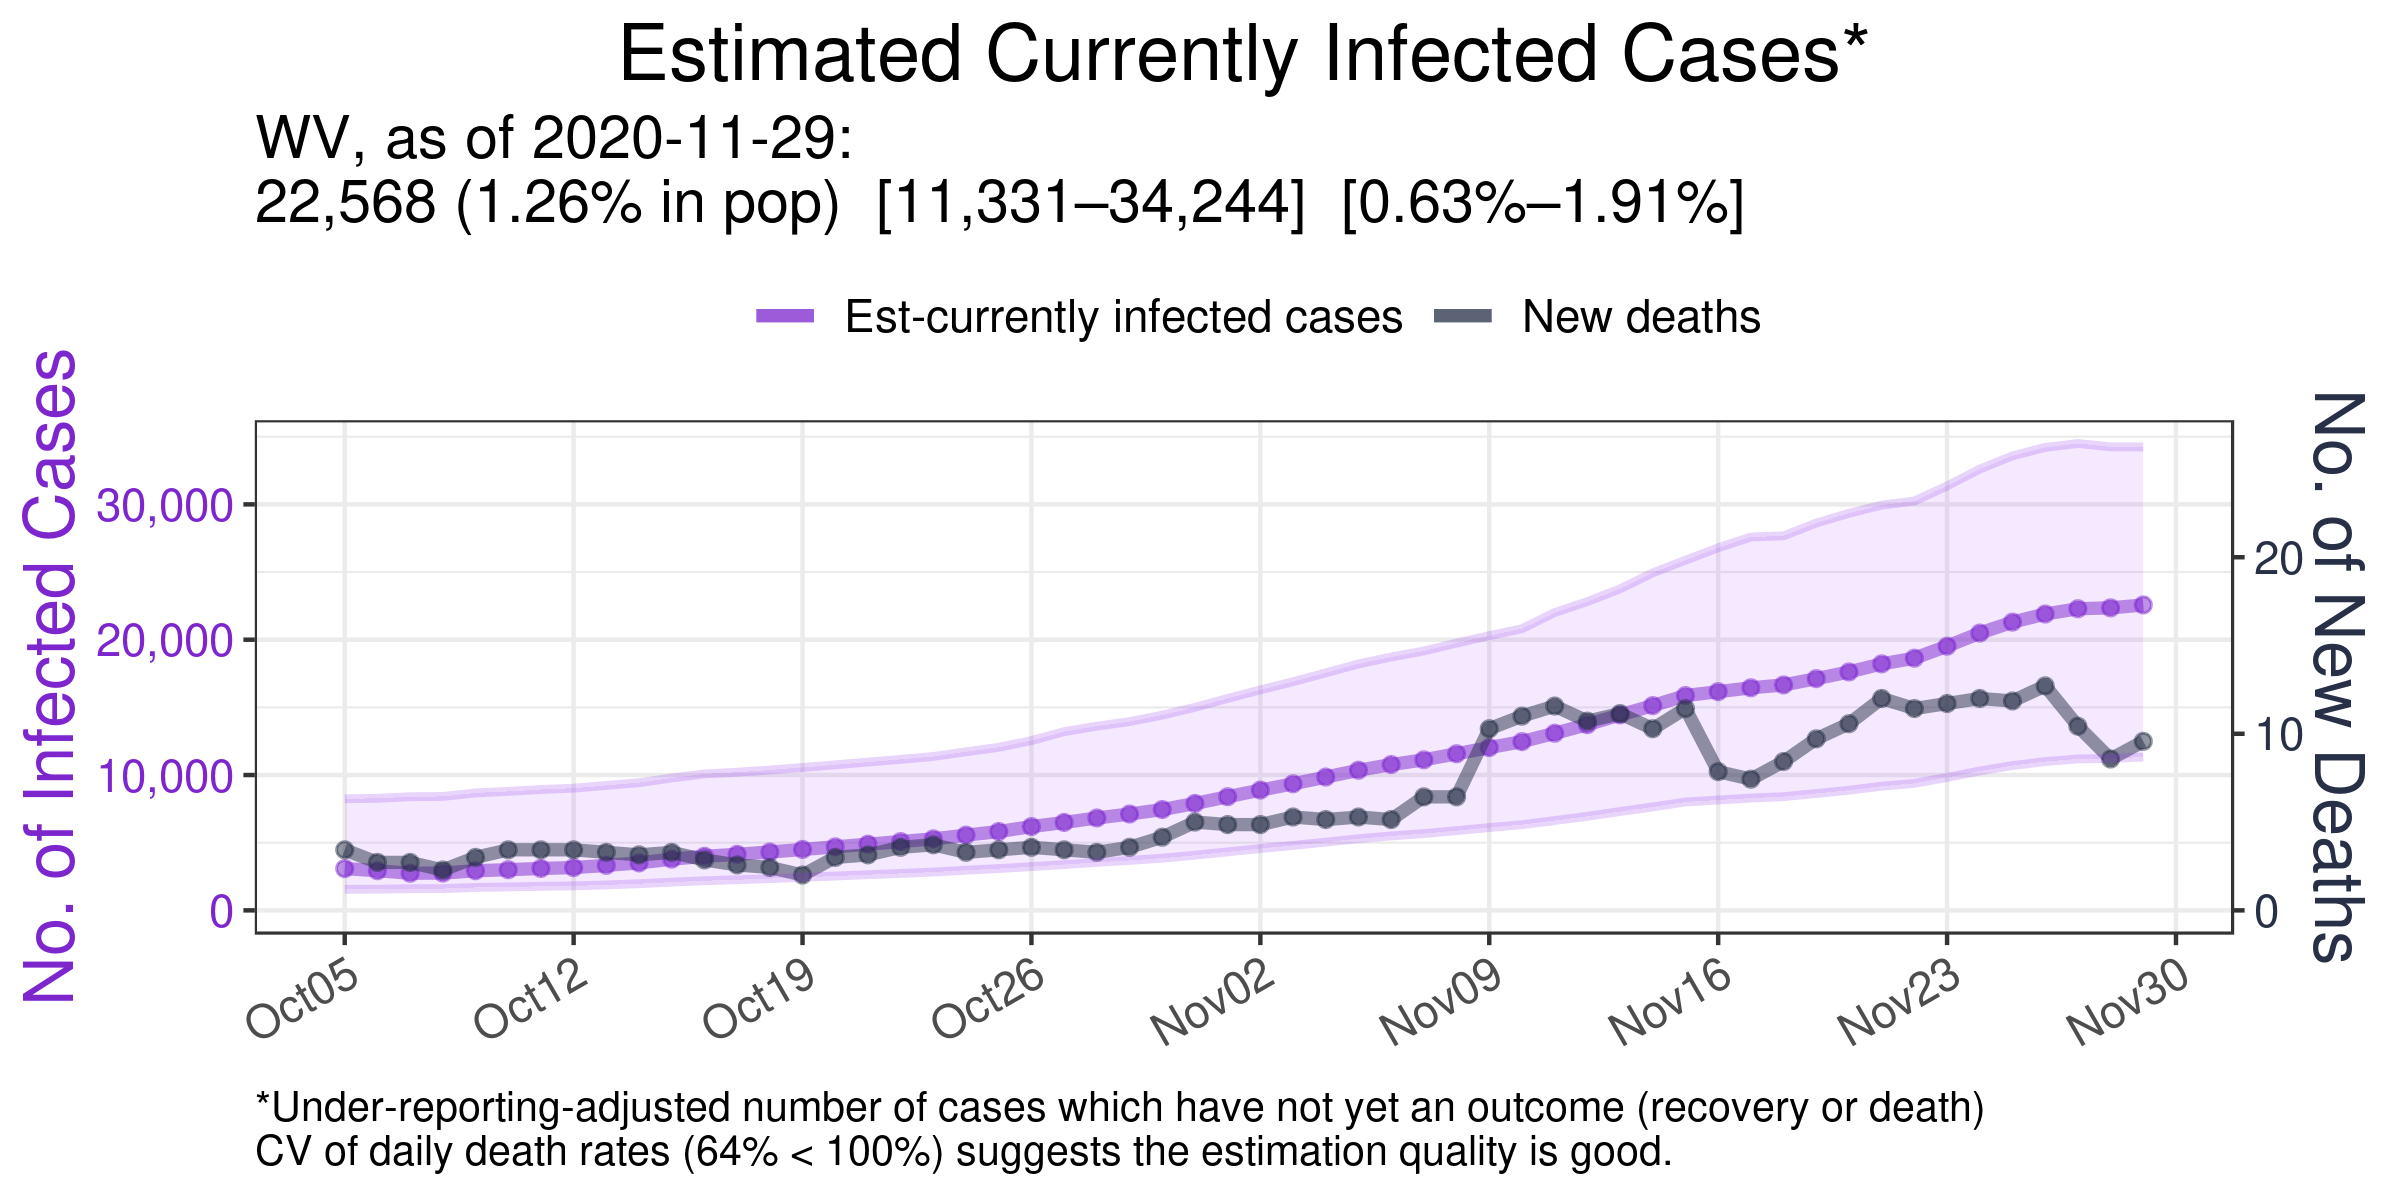 Estimated Currently Infected Cases*
WV, as of 2020-11-29:
22,568 (1.26% in pop)  [11,331–34,244]  [0.63%–1.91%]
Est-currently infected cases
New deaths
No. of Infected Cases
30,000
20,000
10,000
0
20
10
0
No. of New Deaths
Oct05
Oct12
Oct19
Oct26
Nov02
Nov09
Nov16
Nov23
Nov30
*Under-reporting-adjusted number of cases which have not yet an outcome (recovery or death)
CV of daily death rates (64% < 100%) suggests the estimation quality is good.